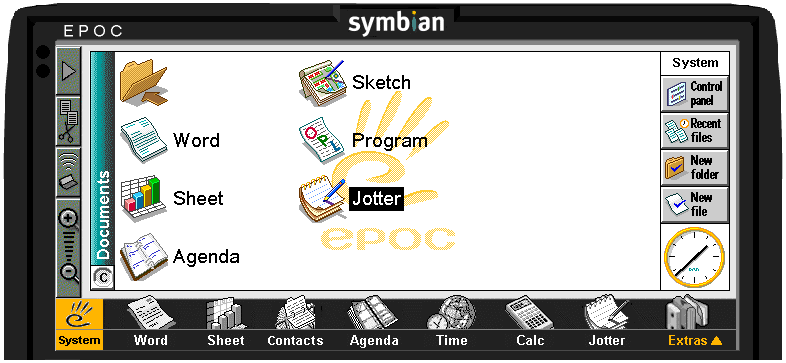 EPOC
symbian
Documents
C
Sketch
Word
OPL
Program
Sheet
Jotter
Agenda
epoc
System
Control
panel
Recent
files
New
folder
New
file
System
Word
Sheet
Contacts
Agenda
Time
Calc
Jotter
Extras